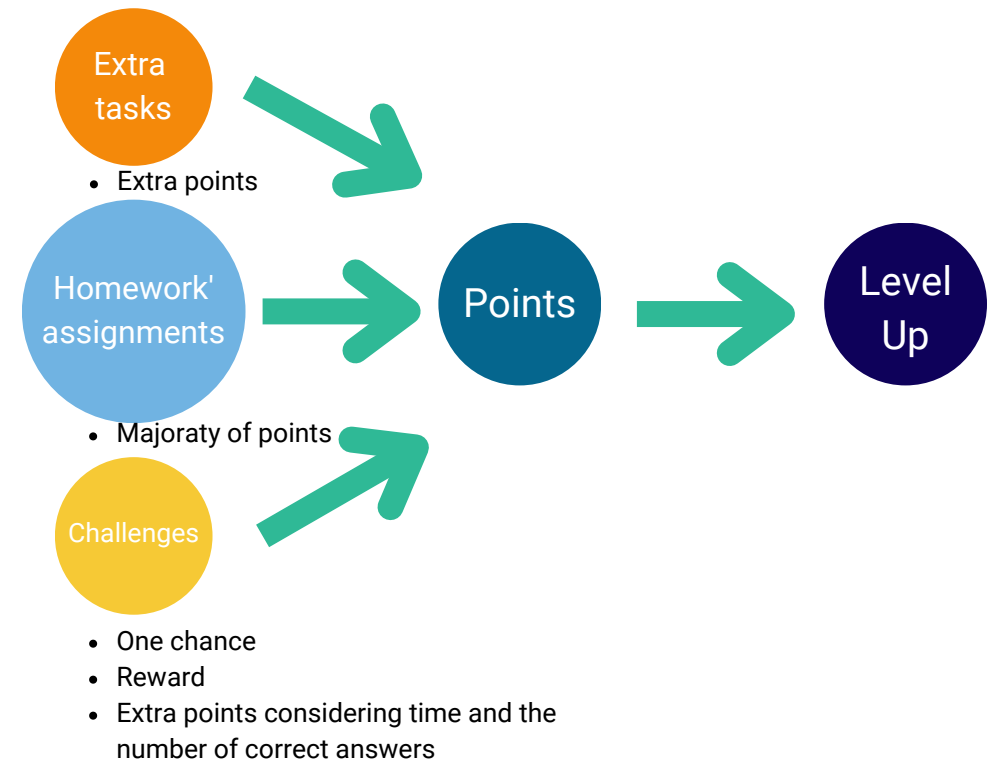 Extra
tasks
• Extra points
Homework'
assignments
• Majoraty of points
Challenges
• One chance
• Reward
• Extra points considering time and the
number of correct answers
Points
Level
Up